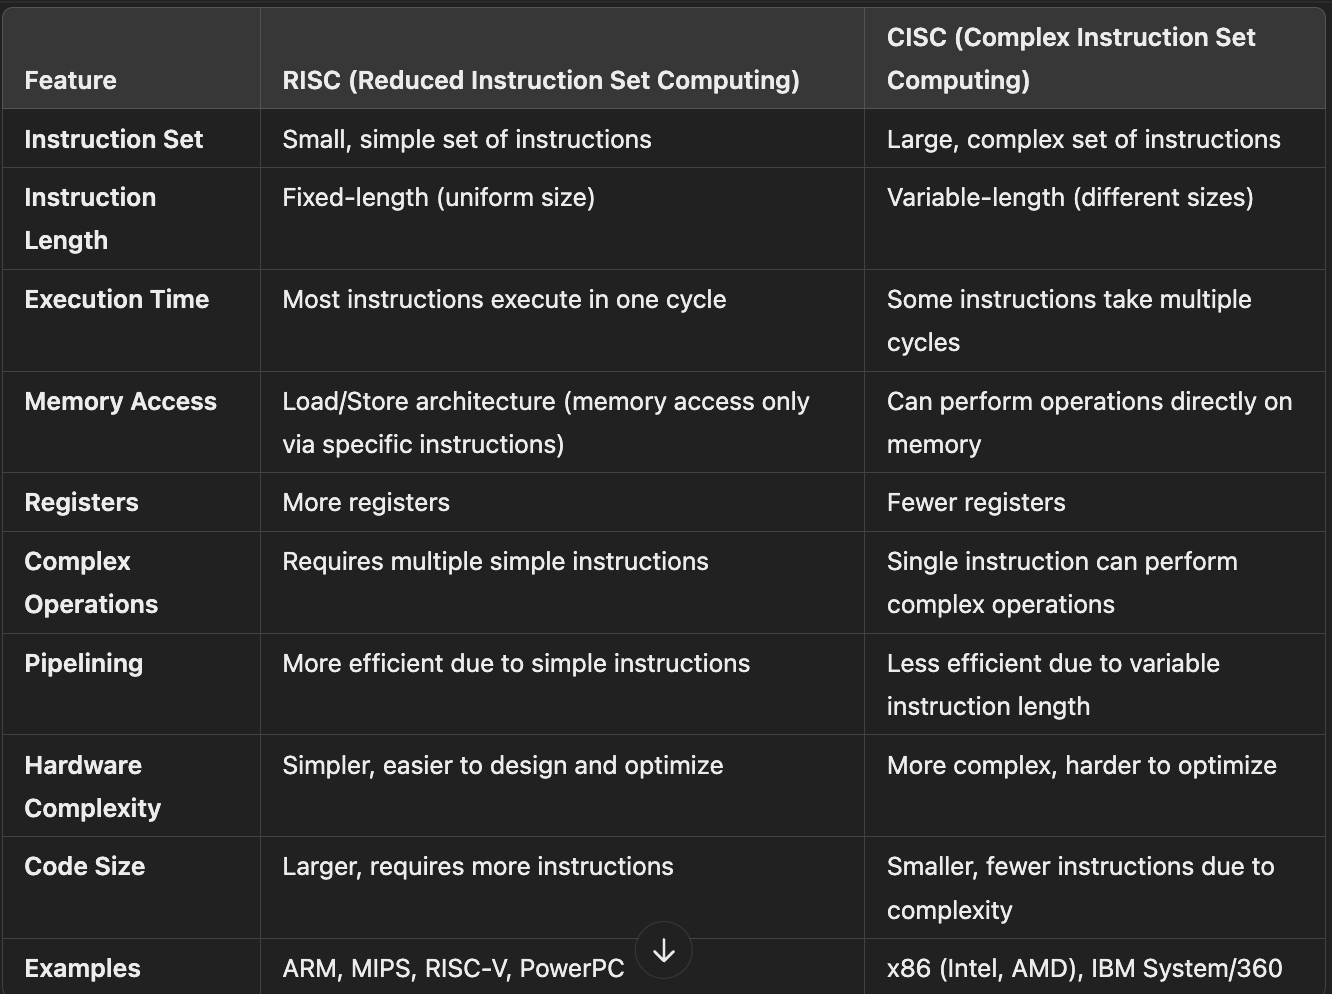 Feature
RISC (Reduced Instruction Set Computing)
CISC (Complex Instruction Set
Computing)
Instruction Set
Small, simple set of instructions
Large, complex set of instructions
Instruction
Length
Fixed-length (uniform size)
Variable-length (different sizes)
Execution Time
Most instructions execute in one cycle
Some instructions take multiple
cycles
Memory Access
Load/Store architecture (memory access only
via specific instructions)
Can perform operations directly on
memory
Registers
More registers
Fewer registers
Complex
Operations
Requires multiple simple instructions
Single instruction can perform
complex operations
Pipelining
More efficient due to simple instructions
Less efficient due to variable
instruction length
Hardware
Complexity
Simpler, easier to design and optimize
More complex, harder to optimize
Code Size
Larger, requires more instructions
Smaller, fewer instructions due to
complexity
Examples
ARM, MIPS, RISC-V, PowerPC
x86 (Intel, AMD), IBM System/360